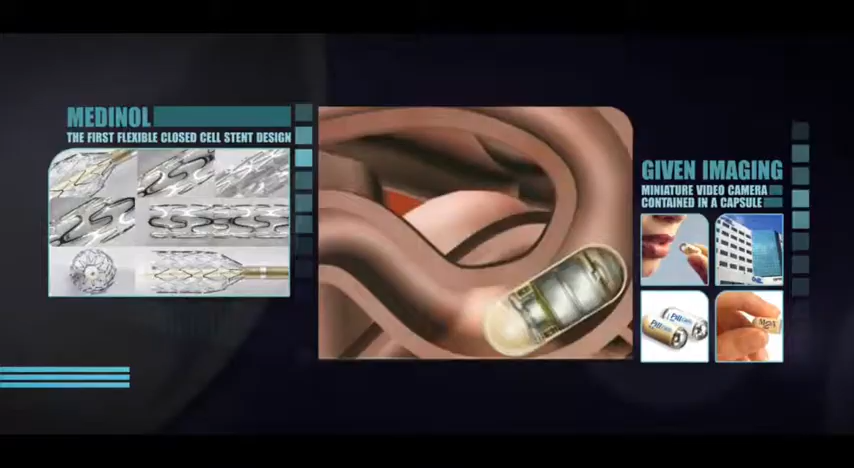 MEDINOL
THE FIRST FLEXIBLE CLOSED CELL STENT DESIGN
GIVEN IMAGING
MINIATURE VIDEO CAMERA
CONTAINED IN A CAPSULE